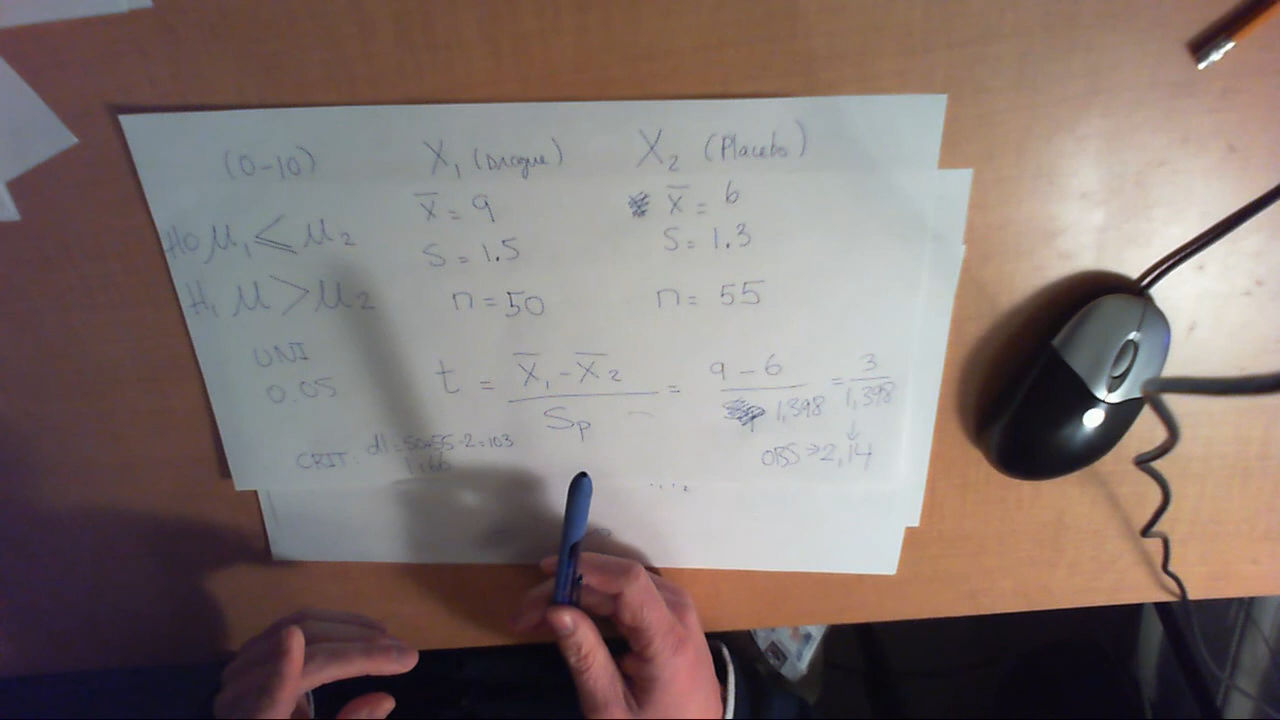 (0-10)
X₁ (Drogue)
X₂ (Placebo)
X̄ = 9
X̄ = 6
H0 μ₁ ≤ μ₂
S = 1.5
S = 1.3
H₁ μ > μ₂
n = 50
n = 55
UNI
0.05
t = X̄₁ - X̄₂ / Sp = 9 - 6 / 1,398 = 3 / 1,398
↓
OBS → 2,14
CRIT: dl = 50+55-2=103
1.66